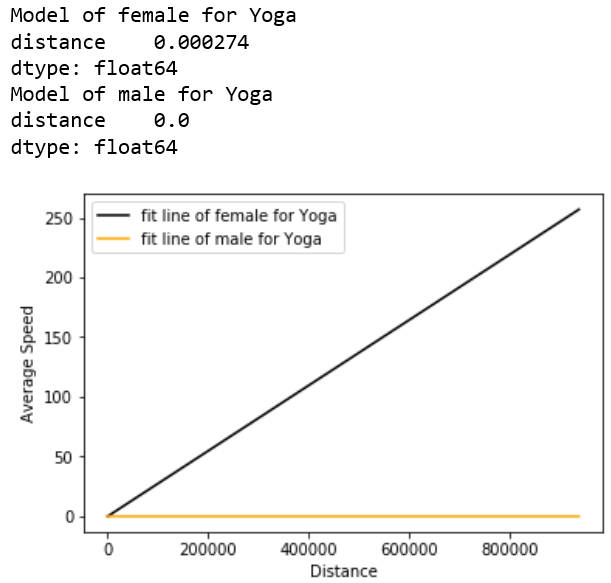 Model of female for Yoga
distance    0.000274
dtype: float64
Model of male for Yoga
distance    0.0
dtype: float64
fit line of female for Yoga
fit line of male for Yoga
250
200
150
100
50
0
Average Speed
0 200000 400000 600000 800000
Distance